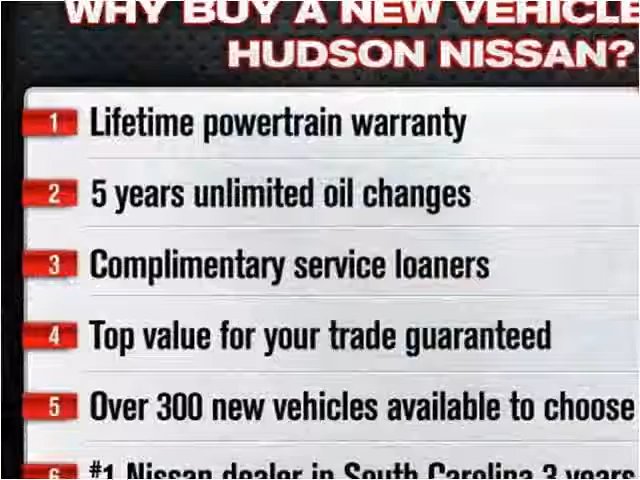 WHY BUY A NEW VEHICLE
HUDSON NISSAN?
1 Lifetime powertrain warranty
2 5 years unlimited oil changes
3 Complimentary service loaners
4 Top value for your trade guaranteed
5 Over 300 new vehicles available to choose
6 #1 Nissan dealer in South Carolina 3 years